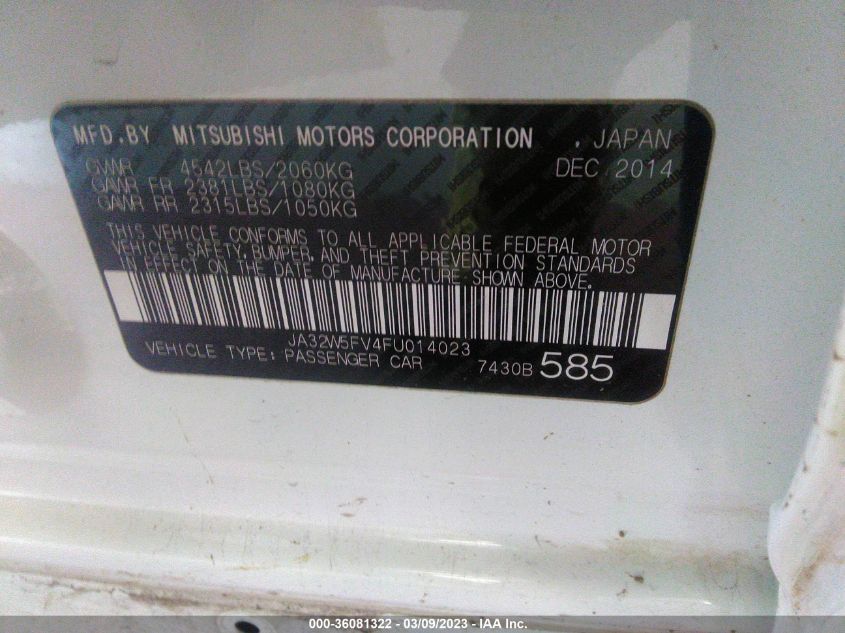 MFD.BY MITSUBISHI MOTORS CORPORATION , JAPAN
GVWR 4542LBS/2060KG DEC 2014
GAWR FR 2381LBS/1080KG
GAWR RR 2315LBS/1050KG
THIS VEHICLE CONFORMS TO ALL APPLICABLE FEDERAL MOTOR
VEHICLE SAFETY, BUMPER, AND THEFT PREVENTION STANDARDS
IN EFFECT ON THE DATE OF MANUFACTURE SHOWN ABOVE.
JA32W5FV4FU014023
VEHICLE TYPE: PASSENGER CAR 7430B 585
000-36081322 — 03/09/2023 — IAA Inc.